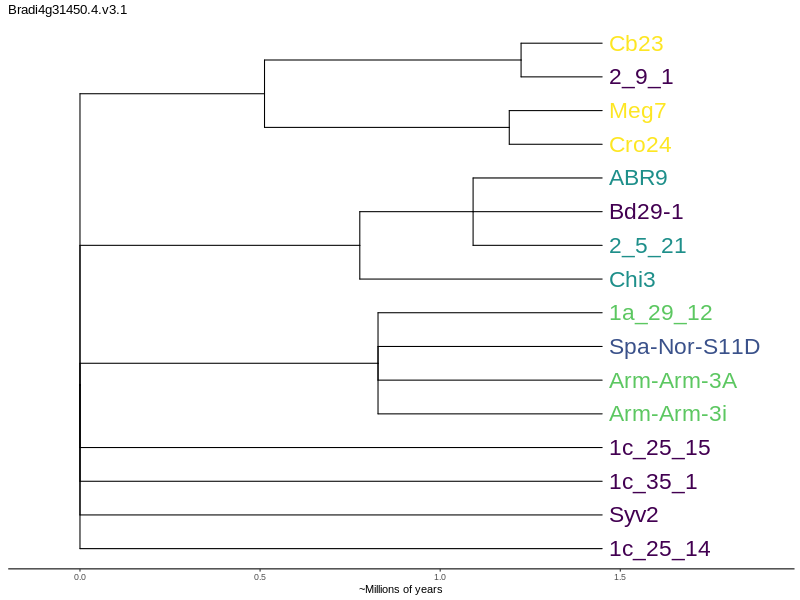 Bradi4g31450.4.v3.1
Cb23
2_9_1
Meg7
Cro24
ABR9
Bd29-1
2_5_21
Chi3
1a_29_12
Spa-Nor-S11D
Arm-Arm-3A
Arm-Arm-3i
1c_25_15
1c_35_1
Syv2
1c_25_14
0.0 0.5 1.0 1.5
~Millions of years